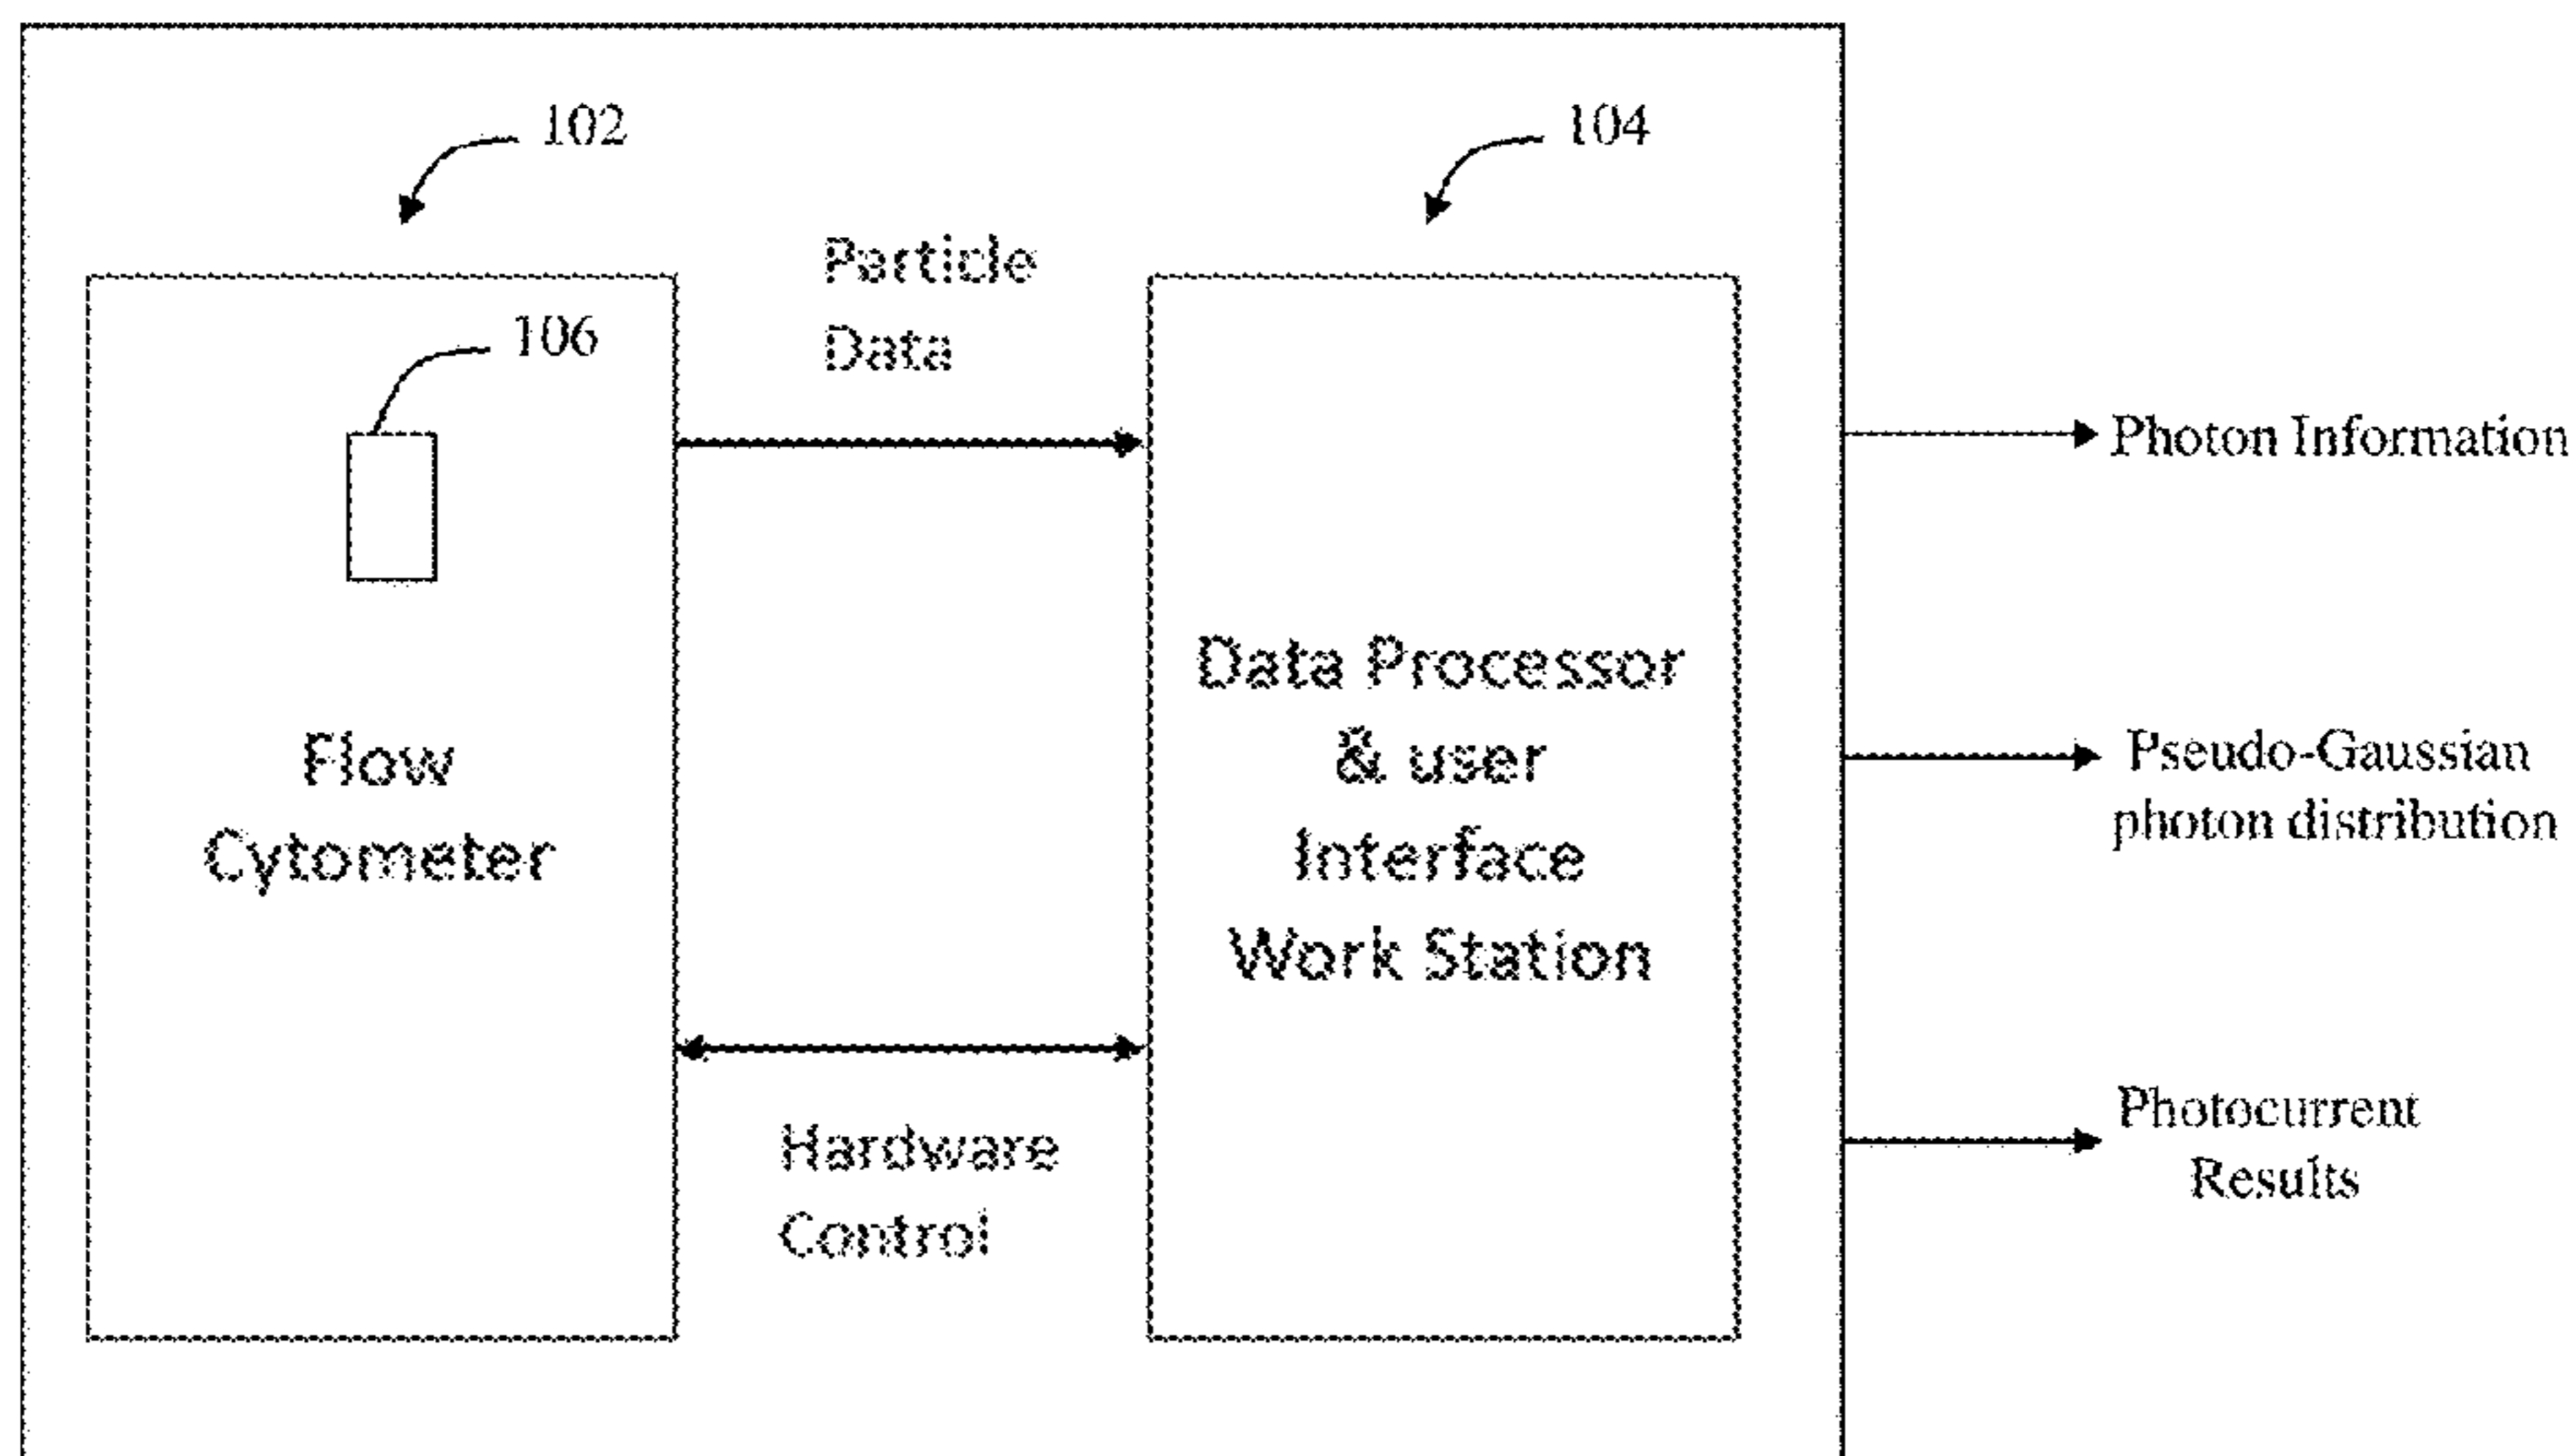 102
104
Particle
Data
106
Photon Information
Data Processor
& user
Interface
Work Station
Flow
Cytometer
Pseudo-Gaussian
photon distribution
Hardware
Control
Photocurrent
Results